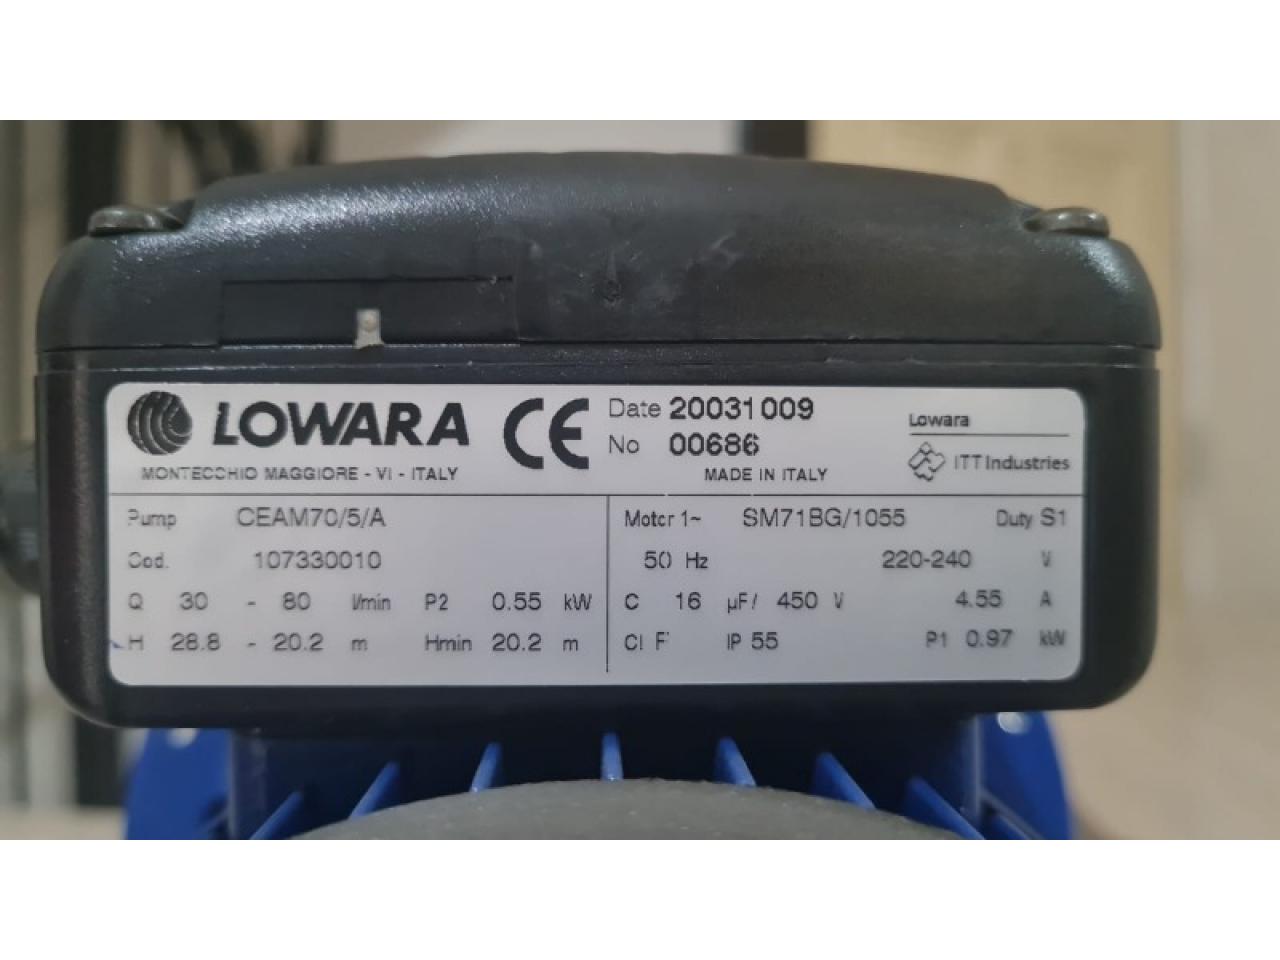 LOWARA CE Date 20031009
No 00686
MONTECCHIO MAGGIORE - VI - ITALY
MADE IN ITALY
Lowara
ITT Industries
Pump CEAM70/5/A
Cod. 107330010
Q 30 - 80 l/min P2 0.55 kW
H 28.8 - 20.2 m Hmin 20.2 m
Motor 1~ SM71BG/1055 Duty S1
50 Hz 220-240 V
C 16 µF/ 450 V 4.55 A
Cl F IP 55 P1 0.97 kW